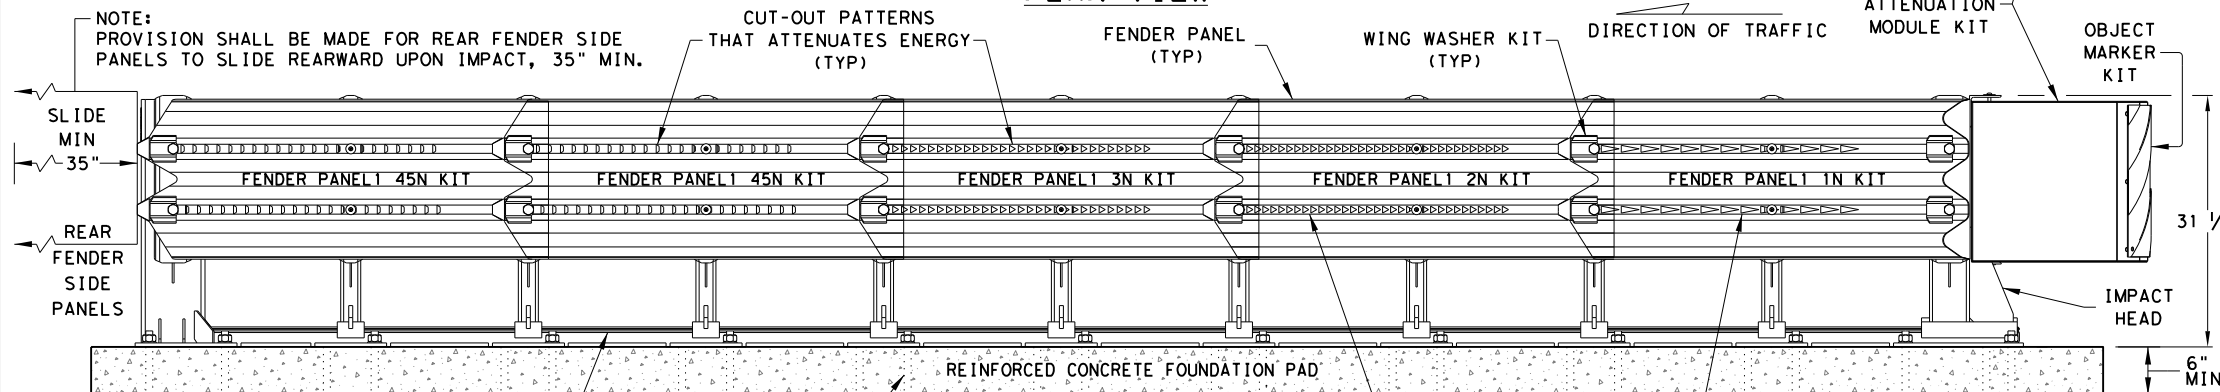 NOTE:
PROVISION SHALL BE MADE FOR REAR FENDER SIDE
PANELS TO SLIDE REARWARD UPON IMPACT, 35" MIN.
CUT-OUT PATTERNS
THAT ATTENUATES ENERGY
(TYP)
FENDER PANEL
(TYP)
WING WASHER KIT
(TYP)
DIRECTION OF TRAFFIC
ATTENUATION
MODULE KIT
OBJECT
MARKER
KIT
SLIDE
MIN
35"
FENDER PANEL1 45N KIT
FENDER PANEL1 45N KIT
FENDER PANEL1 3N KIT
FENDER PANEL1 2N KIT
FENDER PANEL1 1N KIT
31
REAR
FENDER
SIDE
PANELS
IMPACT
HEAD
REINFORCED CONCRETE FOUNDATION PAD
6"
MIN